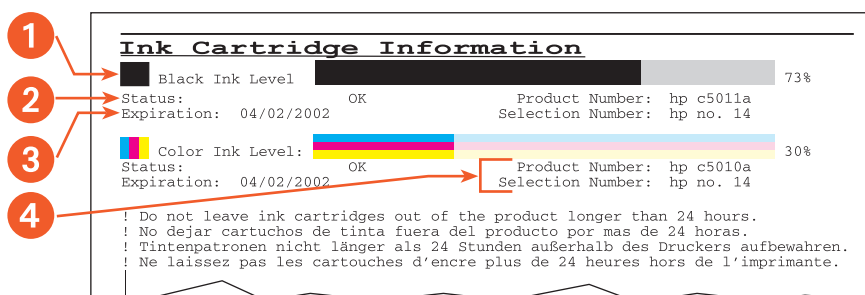 Ink Cartridge Information
1
Black Ink Level 73%
2
Status: OK Product Number: hp c5011a
Expiration: 04/02/2002 Selection Number: hp no. 14
3
Color Ink Level: 30%
Status: OK Product Number: hp c5010a
Expiration: 04/02/2002 Selection Number: hp no. 14
4
! Do not leave ink cartridges out of the product longer than 24 hours.
! No dejar cartuchos de tinta fuera del producto por mas de 24 horas.
! Tintenpatronen nicht länger als 24 Stunden außerhalb des Druckers aufbewahren.
! Ne laissez pas les cartouches d'encre plus de 24 heures hors de l'imprimante.